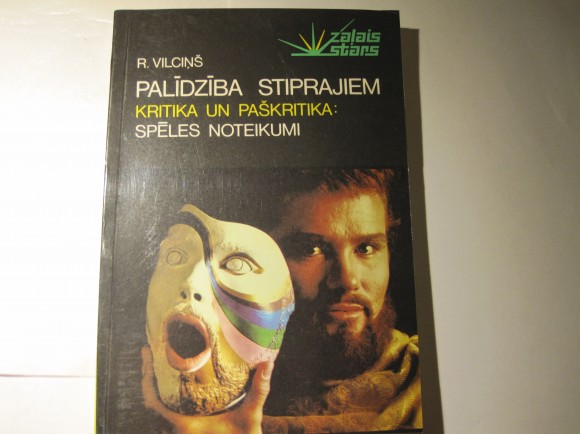 zaļais
stars
R. VILCIŅŠ
PALĪDZĪBA STIPRAJIEM
KRITIKA UN PAŠKRITIKA:
SPĒLES NOTEIKUMI